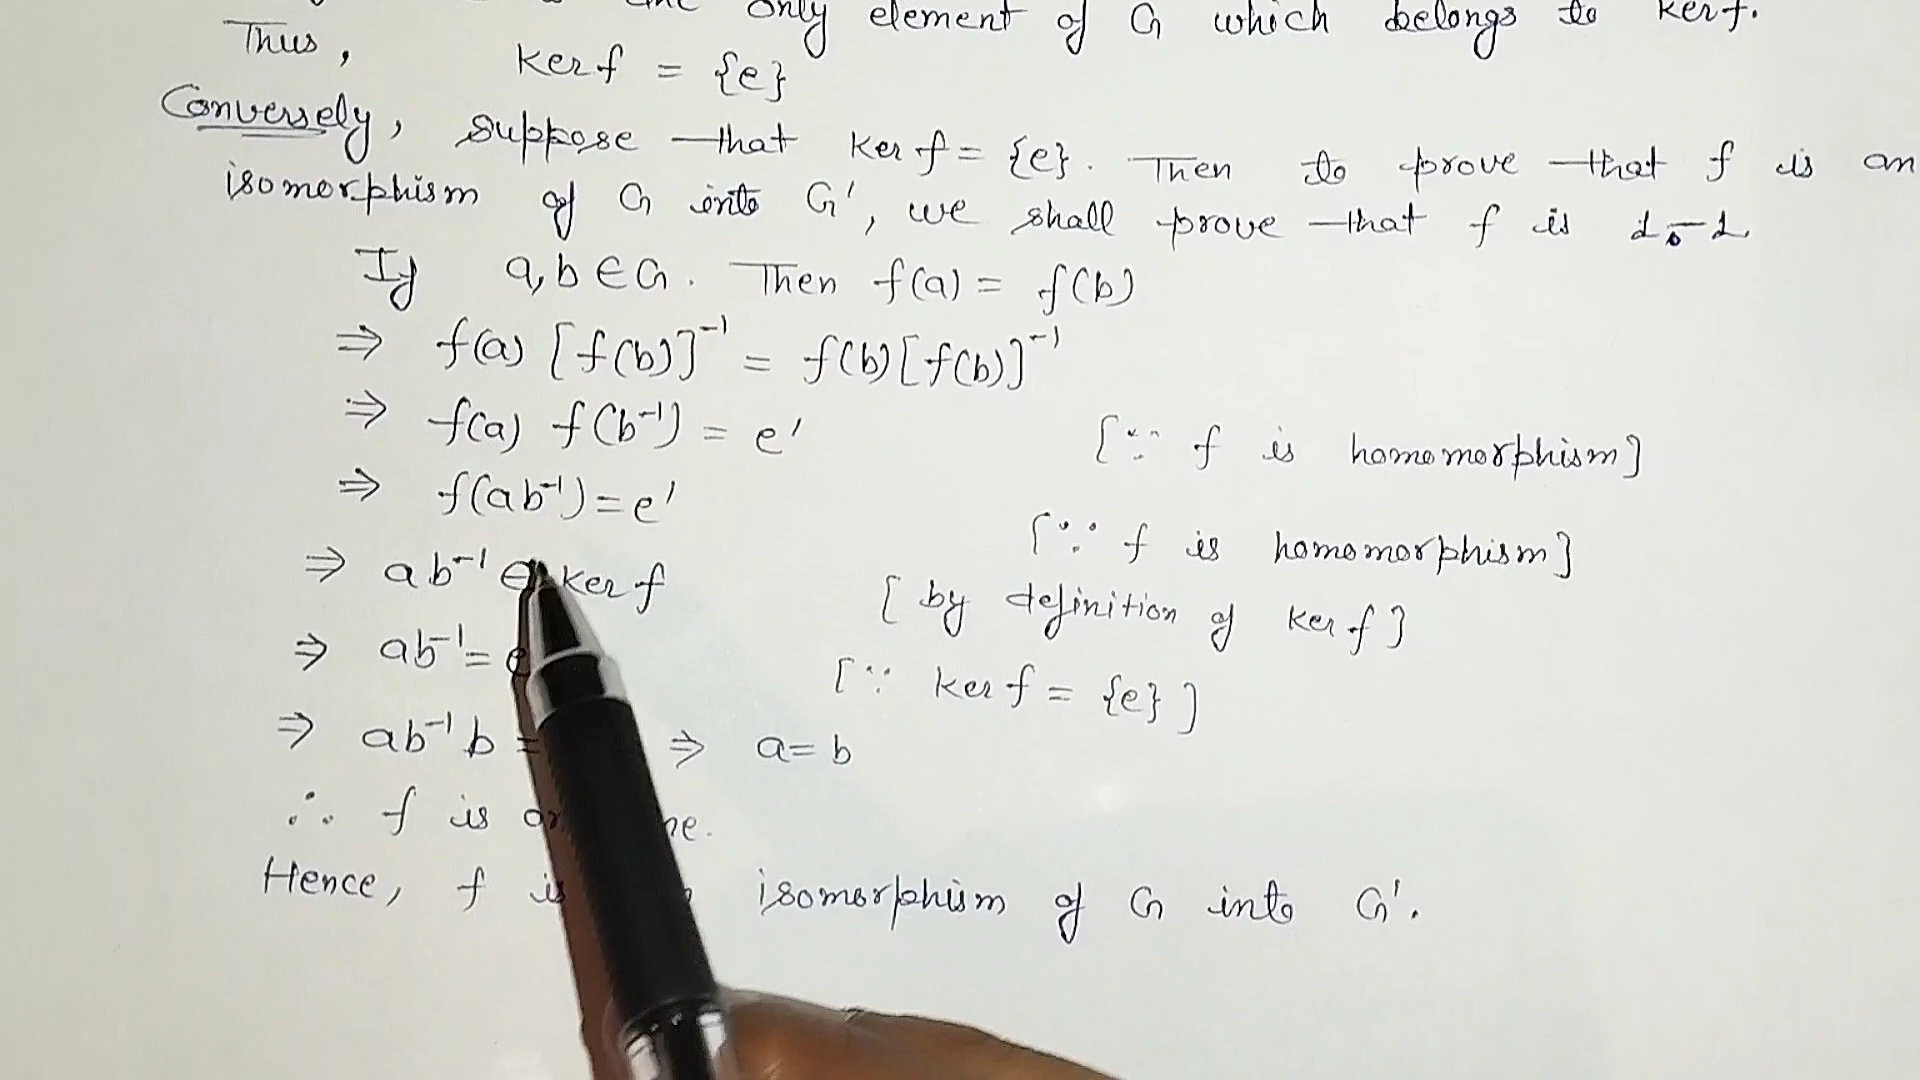 only element of G which belongs to ker f.
Thus, ker f = {e}
Conversely, suppose that ker f = {e}. Then to prove that f is an
isomorphism of G into G', we shall prove that f is 1-1.
If a,b ∈ G. Then f(a) = f(b)
⇒ f(a) [f(b)]⁻¹ = f(b) [f(b)]⁻¹
⇒ f(a) f(b⁻¹) = e' [∵ f is homomorphism]
⇒ f(ab⁻¹) = e' [∵ f is homomorphism]
⇒ ab⁻¹ ∈ ker f [by definition of ker f]
⇒ ab⁻¹ = e [∵ ker f = {e}]
⇒ ab⁻¹b = ⇒ a = b
∴ f is
Hence, f is isomorphism of G into G'.